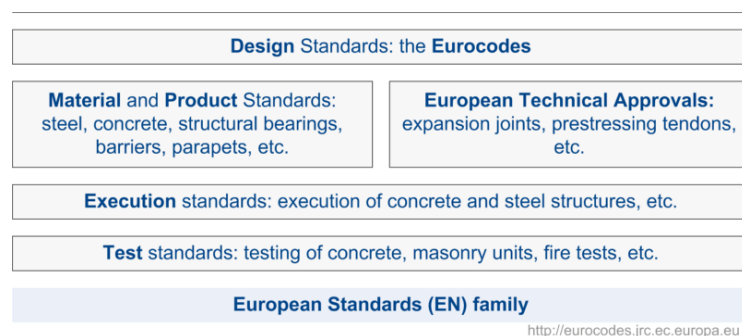 Design Standards: the Eurocodes
Material and Product Standards:
steel, concrete, structural bearings,
barriers, parapets, etc.
European Technical Approvals:
expansion joints, prestressing tendons,
etc.
Execution standards: execution of concrete and steel structures, etc.
Test standards: testing of concrete, masonry units, fire tests, etc.
European Standards (EN) family
http://eurocodes.jrc.ec.europa.eu